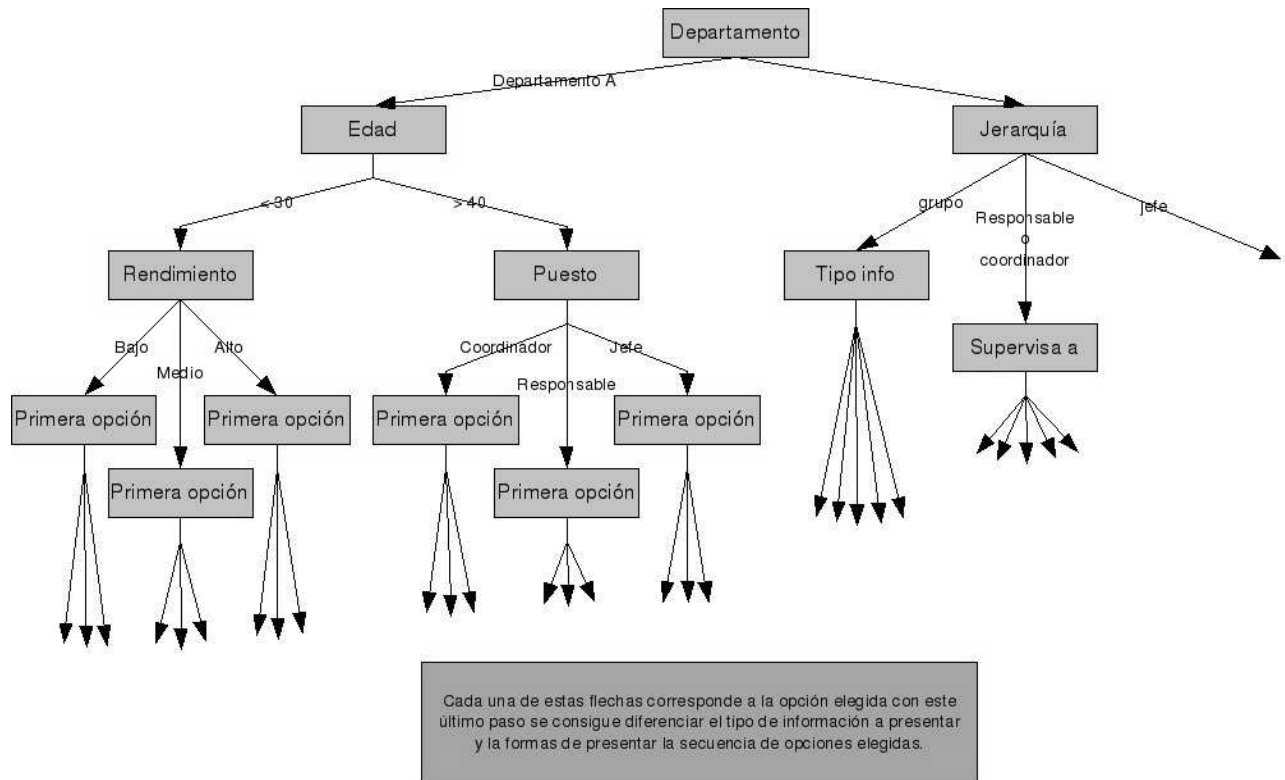 Departamento
Departamento A
Edad
Jerarquía
< 30
> 40
grupo
Responsable
o
coordinador
jefe
Rendimiento
Puesto
Tipo info
Supervisa a
Bajo
Medio
Alto
Coordinador
Responsable
Jefe
Primera opción
Primera opción
Primera opción
Primera opción
Primera opción
Primera opción
Cada una de estas flechas corresponde a la opción elegida con este
último paso se consigue diferenciar el tipo de información a presentar
y la formas de presentar la secuencia de opciones elegidas.